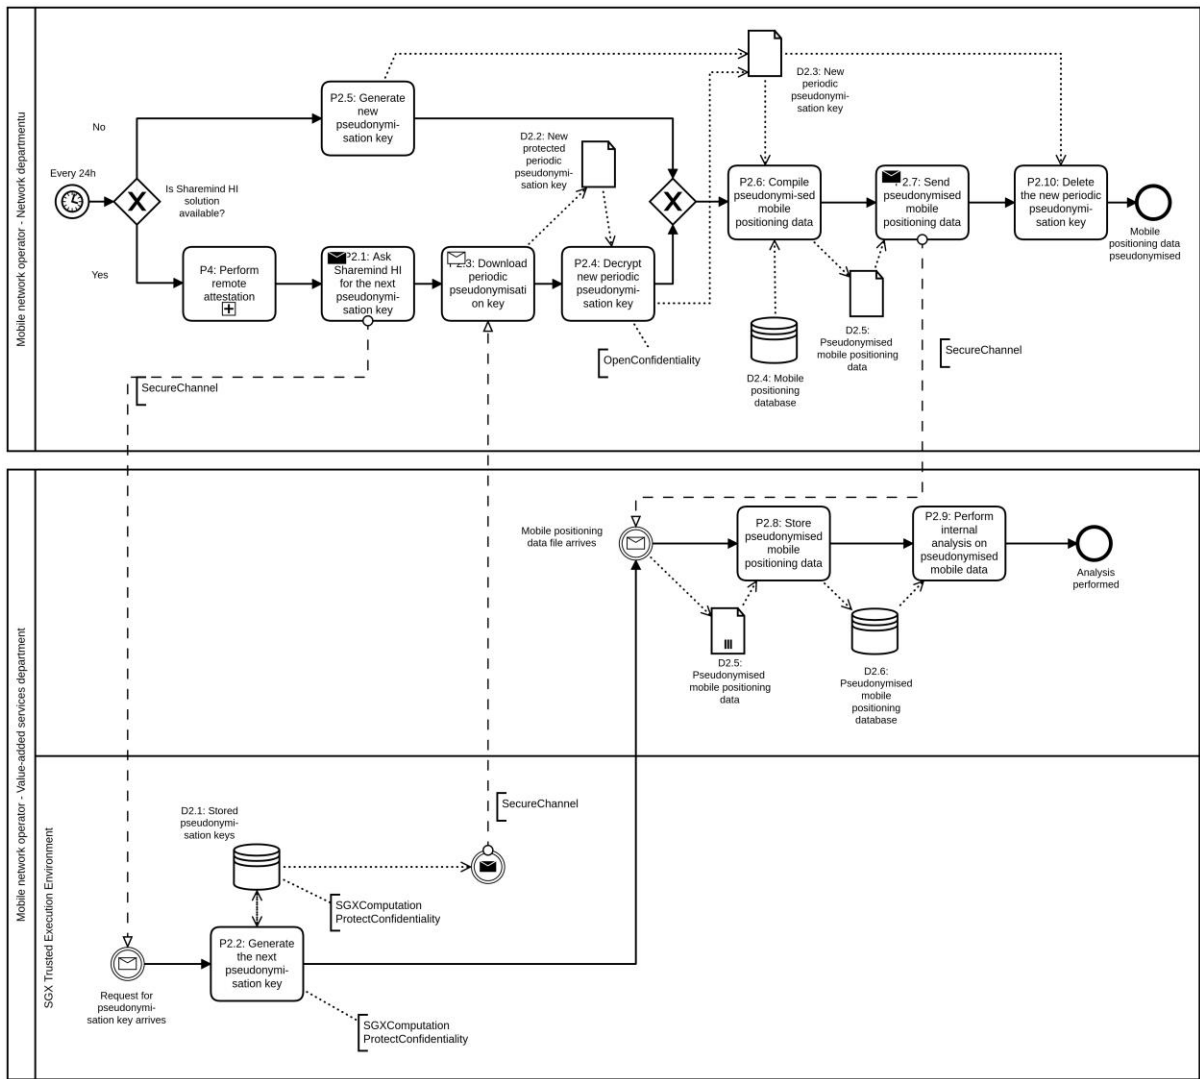 Mobile network operator - Network departmentu
Every 24h
No
Yes
Is Sharemind HI
solution
available?
P2.5: Generate
new
pseudonymi-
sation key
P4: Perform
remote
attestation
P2.1: Ask
Sharemind HI
for the next
pseudonymi-
sation key
SecureChannel
2.3: Download
periodic
pseudonymisati
on key
D2.2: New
protected
periodic
pseudonymi-
sation key
P2.4: Decrypt
new periodic
pseudonymi-
sation key
OpenConfidentiality
D2.3: New
periodic
pseudonymi-
sation key
P2.6: Compile
pseudonymi-sed
mobile
positioning data
D2.4: Mobile
positioning
database
D2.5:
Pseudonymised
mobile positioning
data
2.7: Send
pseudonymised
mobile
positioning data
SecureChannel
P2.10: Delete
the new periodic
pseudonymi-
sation key
Mobile
positioning data
pseudonymised
Mobile network operator - Value-added services department
Mobile positioning
data file arrives
P2.8: Store
pseudonymised
mobile
positioning data
D2.5:
Pseudonymised
mobile positioning
data
P2.9: Perform
internal
analysis on
pseudonymised
mobile data
D2.6:
Pseudonymised
mobile
positioning
database
Analysis
performed
SGX Trusted Execution Environment
D2.1: Stored
pseudonymi-
sation keys
SecureChannel
SGXComputation
ProtectConfidentiality
Request for
pseudonymi-
sation key arrives
P2.2: Generate
the next
pseudonymi-
sation key
SGXComputation
ProtectConfidentiality